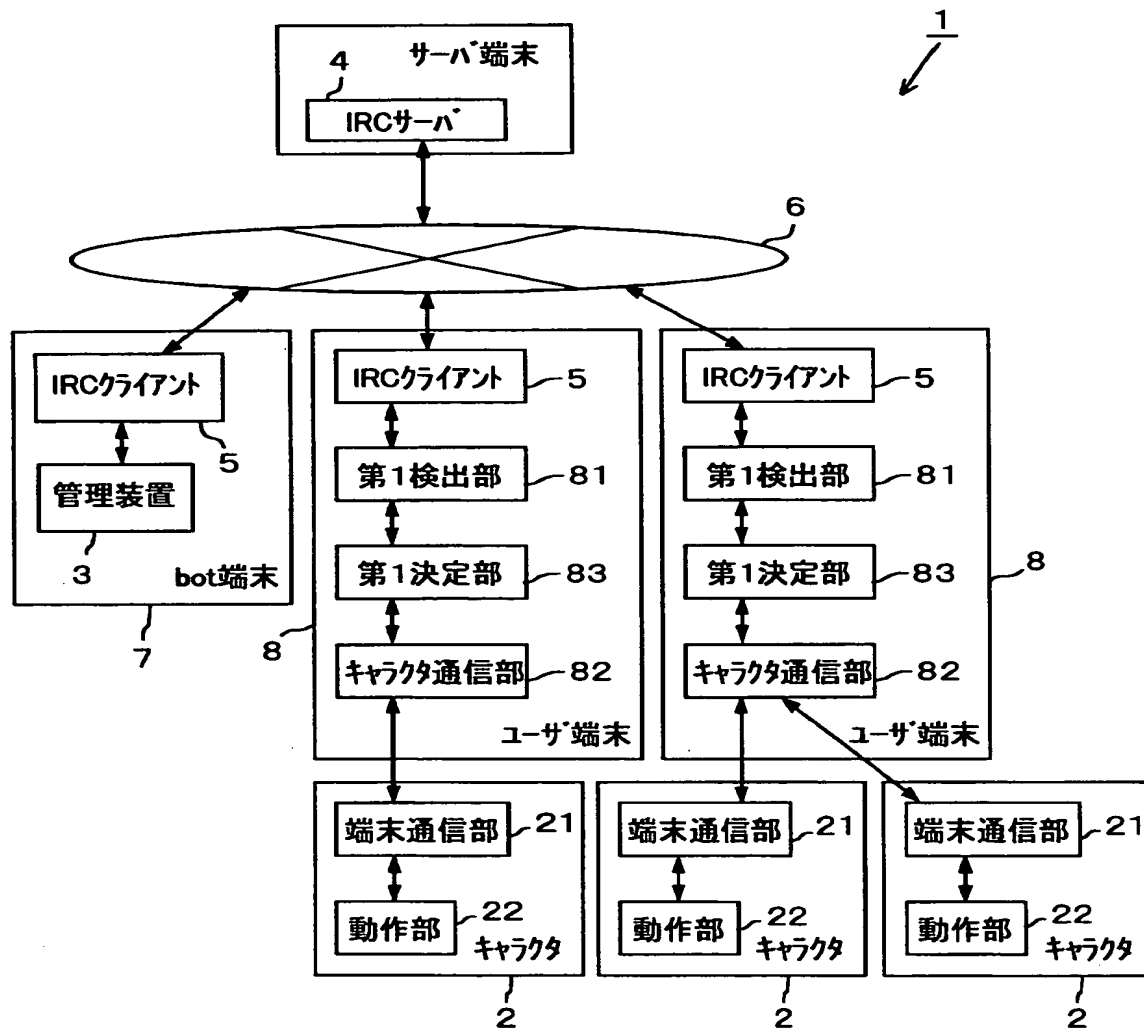 1
サーバ端末
4
IRCサーバ
6
IRCクライアント
5
管理装置
3
bot端末
7
IRCクライアント
5
第1検出部
81
第1決定部
83
キャラクタ通信部
82
ユーザ端末
8
IRCクライアント
5
第1検出部
81
第1決定部
83
キャラクタ通信部
82
ユーザ端末
8
端末通信部
21
動作部
22
キャラクタ
2
端末通信部
21
動作部
22
キャラクタ
2
端末通信部
21
動作部
22
キャラクタ
2